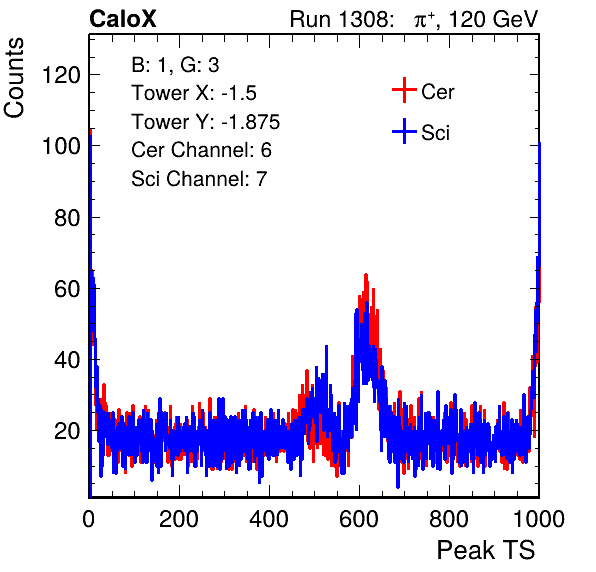 CaloX Run 1308: π⁺, 120 GeV
B: 1, G: 3
Tower X: -1.5
Tower Y: -1.875
Cer Channel: 6
Sci Channel: 7
Cer
Sci
Counts
120
100
80
60
40
20
0 200 400 600 800 1000
Peak TS